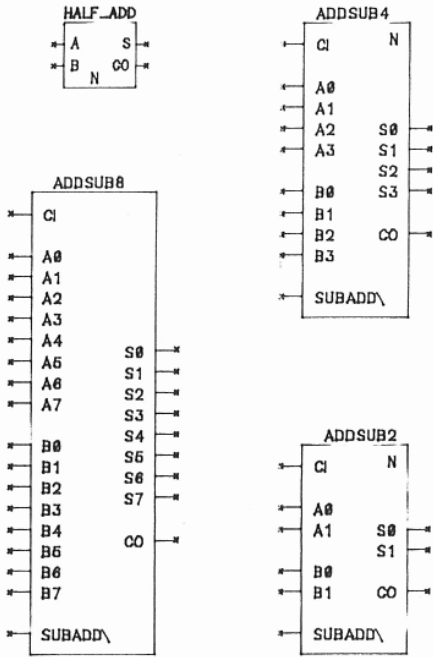 HALF_ADD
A S
B CO
N
ADDSUB8
CI
A0
A1
A2
A3
A4
A5
A6
A7
S0
S1
S2
S3
S4
S5
S6
S7
B0
B1
B2
B3
B4
B5
B6
B7
CO
SUBADD\
ADDSUB4
CI N
A0
A1
A2 S0
A3 S1
S2
B0 S3
B1
B2 CO
B3
SUBADD\
ADDSUB2
CI N
A0
A1 S0
S1
B0
B1 CO
SUBADD\